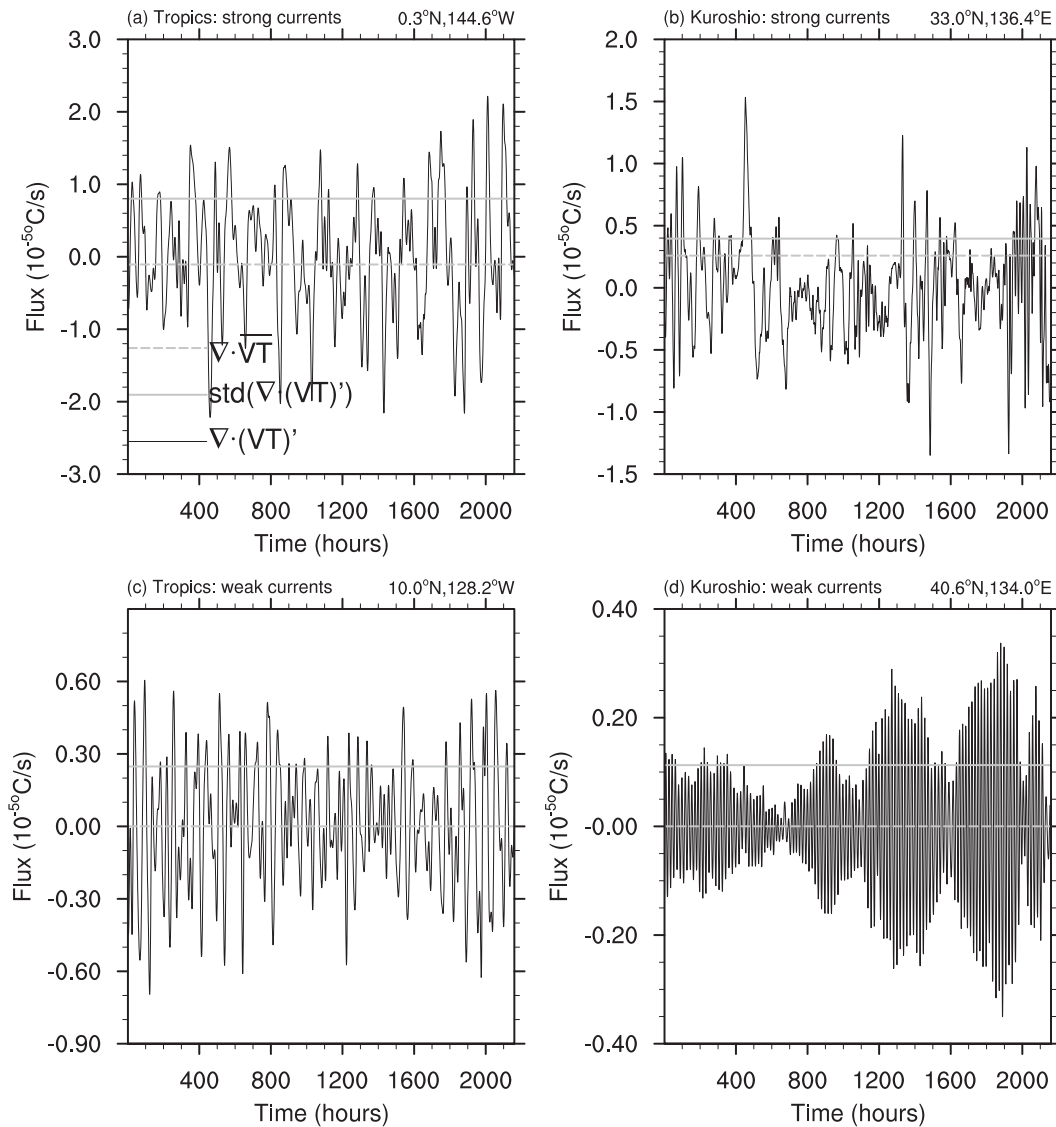 (a) Tropics: strong currents 0.3°N,144.6°W
3.0
2.0
1.0
0.0
-1.0
-2.0
-3.0
Flux (10⁻⁵°C/s)
∇·V̅T̅
std(∇·(VT)')
∇·(VT)'
400 800 1200 1600 2000
Time (hours)
(b) Kuroshio: strong currents 33.0°N,136.4°E
2.0
1.5
1.0
0.5
0.0
-0.5
-1.0
-1.5
Flux (10⁻⁵°C/s)
400 800 1200 1600 2000
Time (hours)
(c) Tropics: weak currents 10.0°N,128.2°W
0.60
0.30
0.00
-0.30
-0.60
-0.90
Flux (10⁻⁵°C/s)
400 800 1200 1600 2000
Time (hours)
(d) Kuroshio: weak currents 40.6°N,134.0°E
0.40
0.20
-0.00
-0.20
-0.40
Flux (10⁻⁵°C/s)
400 800 1200 1600 2000
Time (hours)